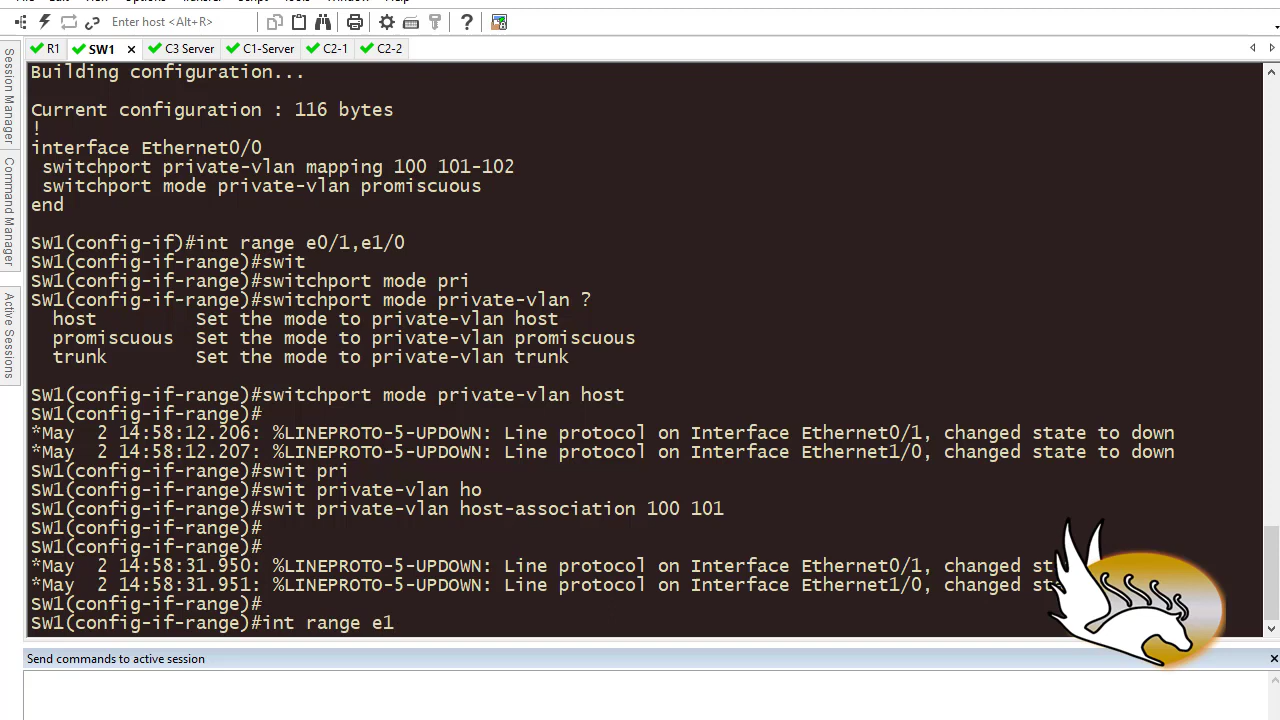 Enter host <Alt+R>
R1 SW1 C3 Server C1-Server C2-1 C2-2
Session Manager
Command Manager
Active Sessions
Building configuration...
Current configuration : 116 bytes
!
interface Ethernet0/0
switchport private-vlan mapping 100 101-102
switchport mode private-vlan promiscuous
end
SW1(config-if)#int range e0/1,e1/0
SW1(config-if-range)#swit
SW1(config-if-range)#switchport mode pri
SW1(config-if-range)#switchport mode private-vlan ?
host Set the mode to private-vlan host
promiscuous Set the mode to private-vlan promiscuous
trunk Set the mode to private-vlan trunk
SW1(config-if-range)#switchport mode private-vlan host
SW1(config-if-range)#
*May 2 14:58:12.206: %LINEPROTO-5-UPDOWN: Line protocol on Interface Ethernet0/1, changed state to down
*May 2 14:58:12.207: %LINEPROTO-5-UPDOWN: Line protocol on Interface Ethernet1/0, changed state to down
SW1(config-if-range)#swit pri
SW1(config-if-range)#swit private-vlan ho
SW1(config-if-range)#swit private-vlan host-association 100 101
SW1(config-if-range)#
SW1(config-if-range)#
*May 2 14:58:31.950: %LINEPROTO-5-UPDOWN: Line protocol on Interface Ethernet0/1, changed st
*May 2 14:58:31.951: %LINEPROTO-5-UPDOWN: Line protocol on Interface Ethernet1/0, changed st
SW1(config-if-range)#
SW1(config-if-range)#int range e1
Send commands to active session